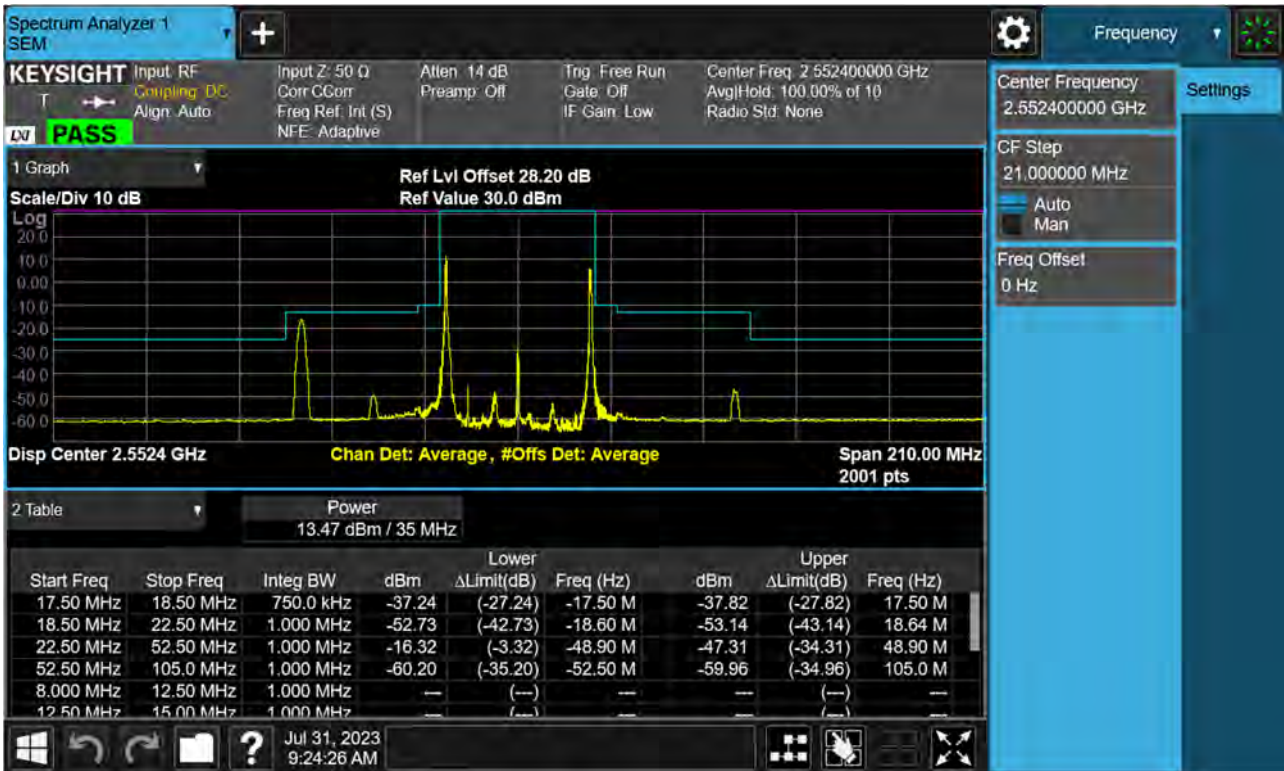 Spectrum Analyzer 1
SEM
Frequency
KEYSIGHT
Input: RF
Coupling: DC
Align: Auto
Input Z: 50 Ω
Corr CCorr
Freq Ref: Int (S)
NFE: Adaptive
Atten: 14 dB
Preamp: Off
Trig: Free Run
Gate: Off
IF Gain: Low
Center Freq: 2.552400000 GHz
Avg|Hold: 100.00% of 10
Radio Std: None
T
LXI
PASS
Center Frequency
2.552400000 GHz
Settings
CF Step
21.000000 MHz
Auto
Man
Freq Offset
0 Hz
1 Graph
Ref Lvl Offset 28.20 dB
Scale/Div 10 dB
Ref Value 30.0 dBm
Log
20.0
10.0
0.00
-10.0
-20.0
-30.0
-40.0
-50.0
-60.0
Disp Center 2.5524 GHz
Chan Det: Average, #Offs Det: Average
Span 210.00 MHz
2001 pts
2 Table
Power
13.47 dBm / 35 MHz
Lower Upper
Start Freq Stop Freq Integ BW dBm ΔLimit(dB) Freq (Hz) dBm ΔLimit(dB) Freq (Hz)
17.50 MHz 18.50 MHz 750.0 kHz -37.24 (-27.24) -17.50 M -37.82 (-27.82) 17.50 M
18.50 MHz 22.50 MHz 1.000 MHz -52.73 (-42.73) -18.60 M -53.14 (-43.14) 18.64 M
22.50 MHz 52.50 MHz 1.000 MHz -16.32 (-3.32) -48.90 M -47.31 (-34.31) 48.90 M
52.50 MHz 105.0 MHz 1.000 MHz -60.20 (-35.20) -52.50 M -59.96 (-34.96) 105.0 M
8.000 MHz 12.50 MHz 1.000 MHz --- (---) --- --- (---) ---
12.50 MHz 15.00 MHz 1.000 MHz --- (---) --- --- (---) ---
?
Jul 31, 2023
9:24:26 AM